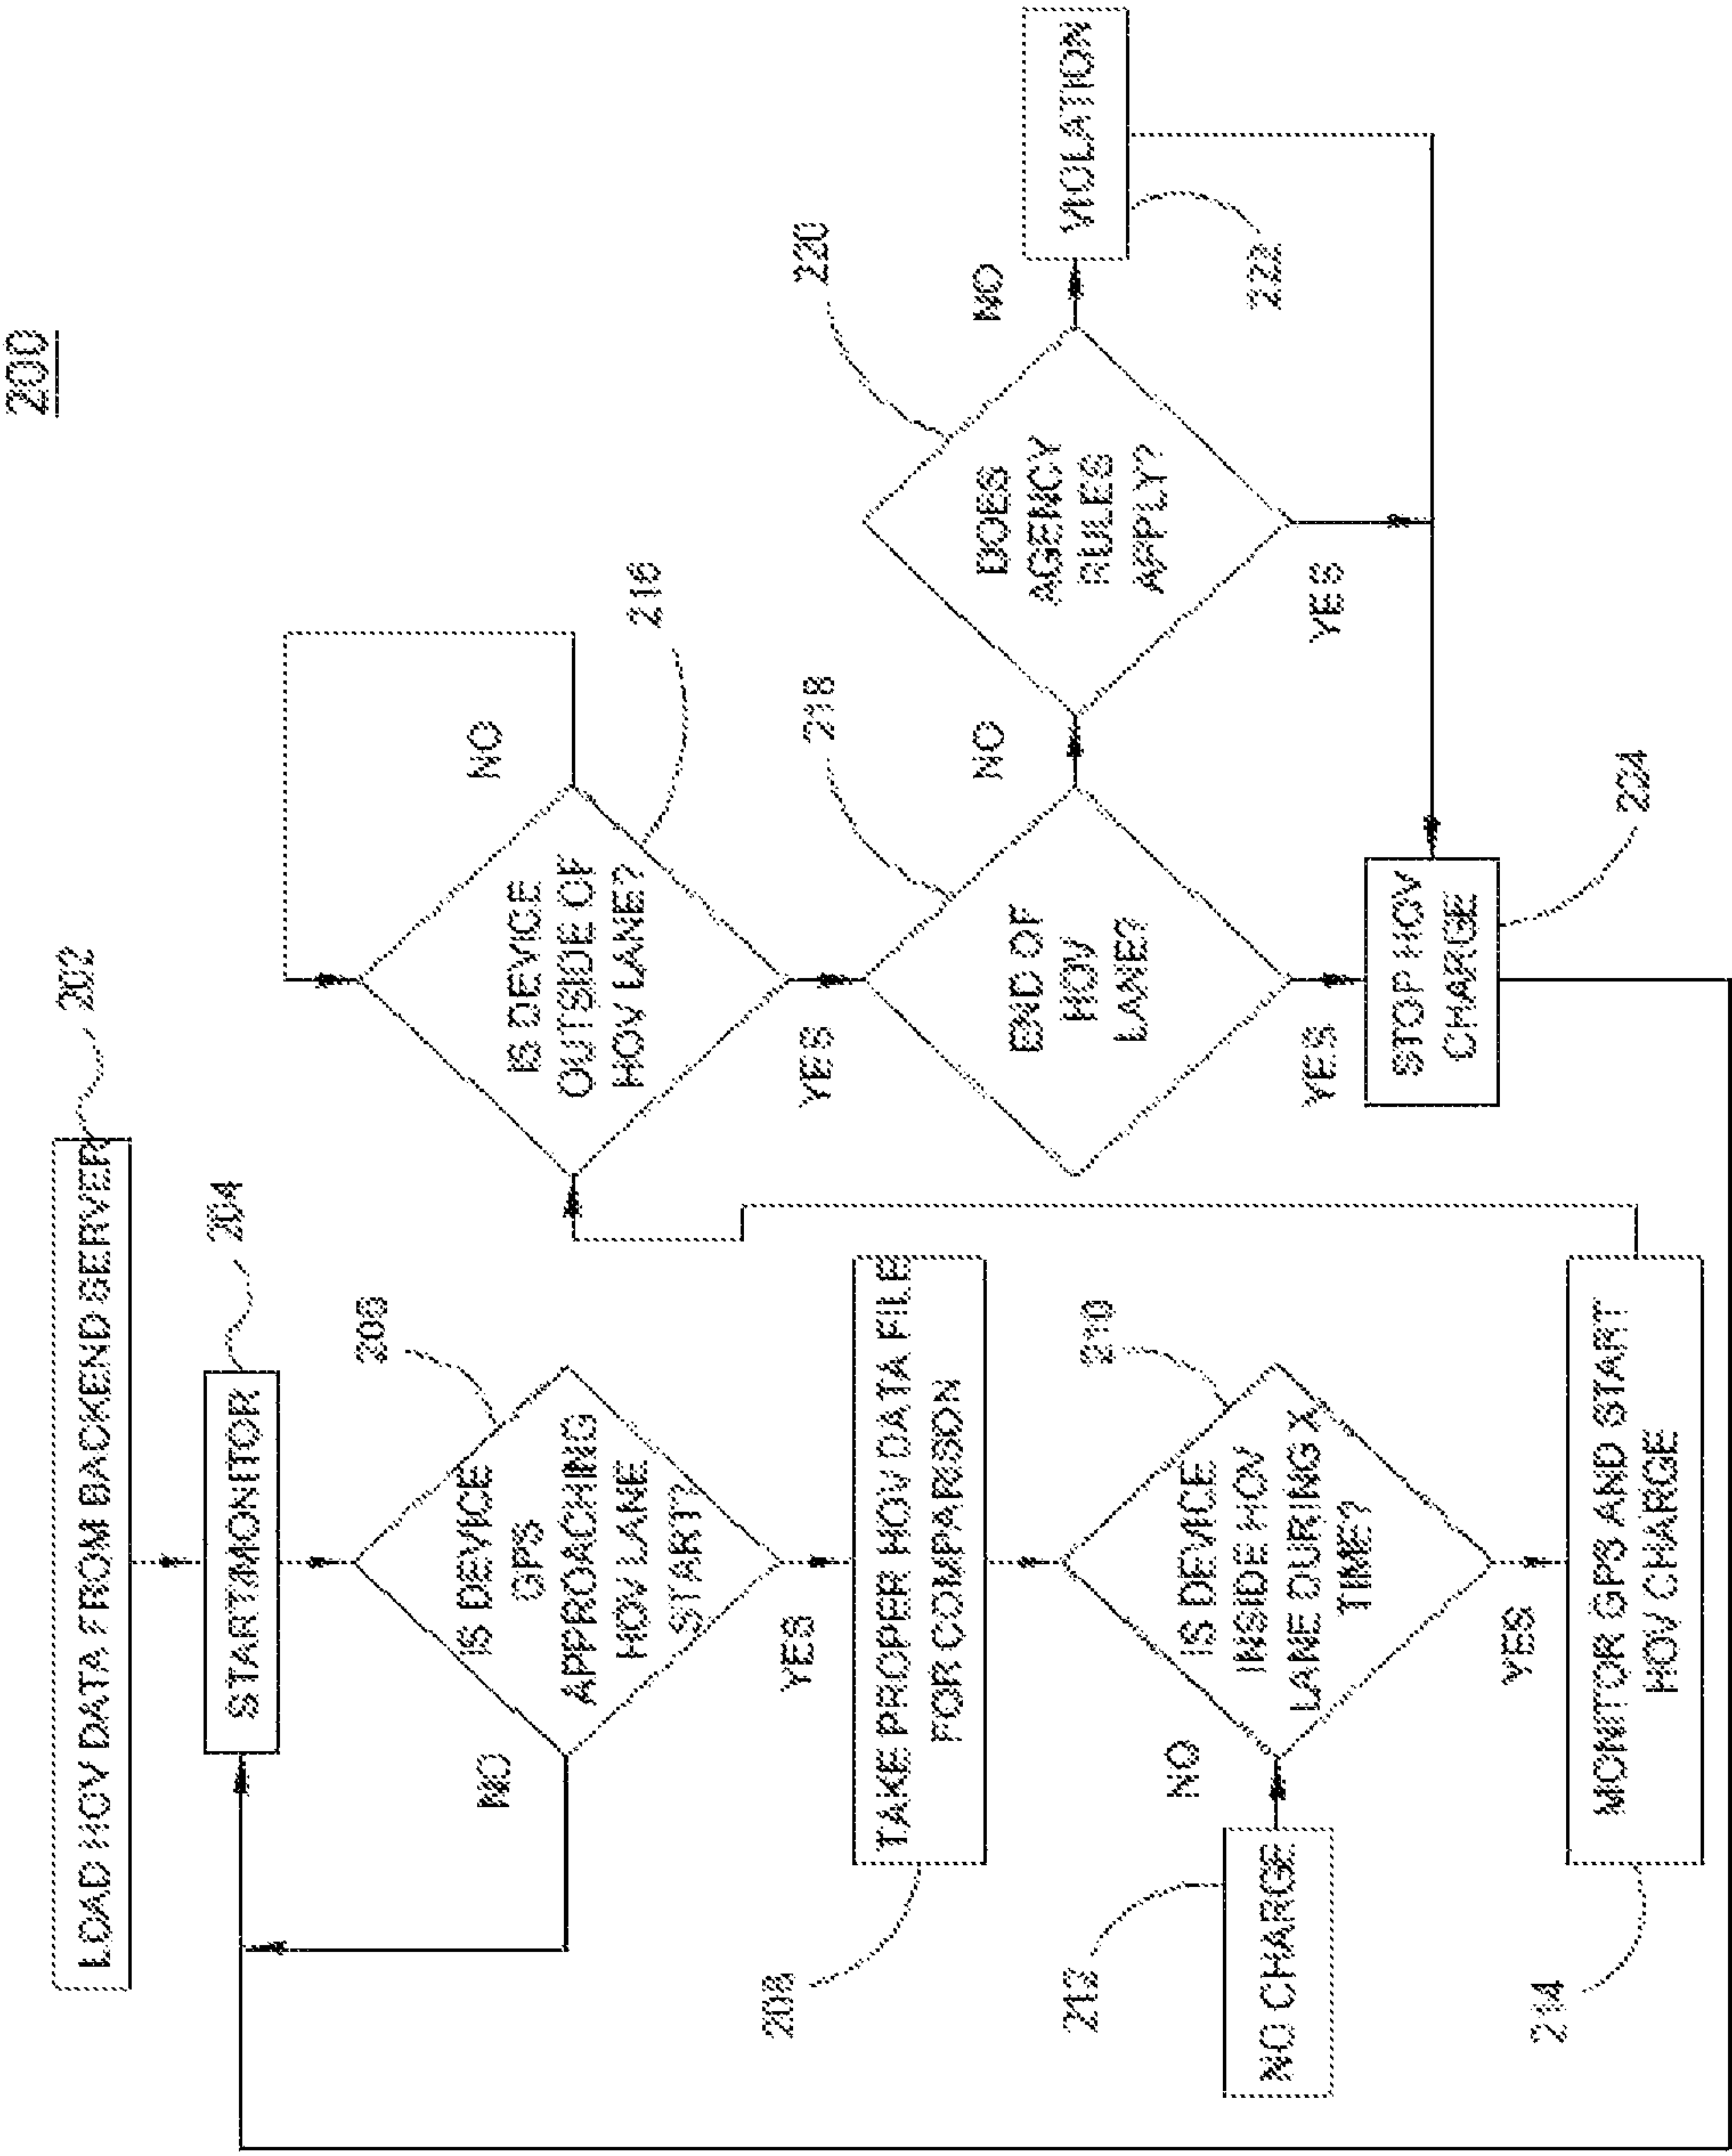 200
LOAD HOV DATA FROM BACKEND SERVER
202
START/MONITOR
204
IS DEVICE
GPS
APPROACHING
HOV LANE
START?
206
NO
YES
TAKE PROPER HOV DATA FILE
FOR COMPARISON
208
IS DEVICE
INSIDE HOV
LANE DURING X
TIME?
210
NO
NO CHARGE
212
YES
MONITOR GPS AND START
HOV CHARGE
214
IS DEVICE
OUTSIDE OF
HOV LANE?
216
NO
YES
END OF
HOV
LANE?
218
NO
YES
DOES
AGENCY
RULES
APPLY?
220
NO
YES
VIOLATION
222
STOP HOV
CHARGE
224